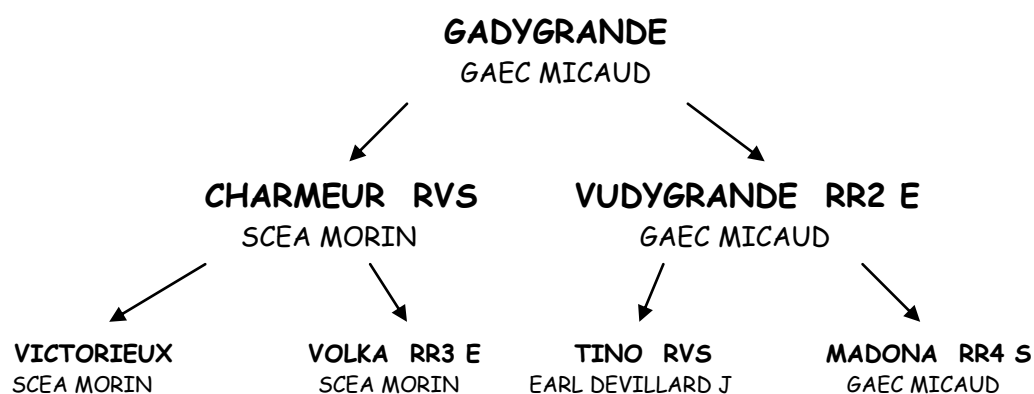 GADYGRANDE
GAEC MICAUD
CHARMEUR RVS
SCEA MORIN
VUDYGRANDE RR2 E
GAEC MICAUD
VICTORIEUX
SCEA MORIN
VOLKA RR3 E
SCEA MORIN
TINO RVS
EARL DEVILLARD J
MADONA RR4 S
GAEC MICAUD